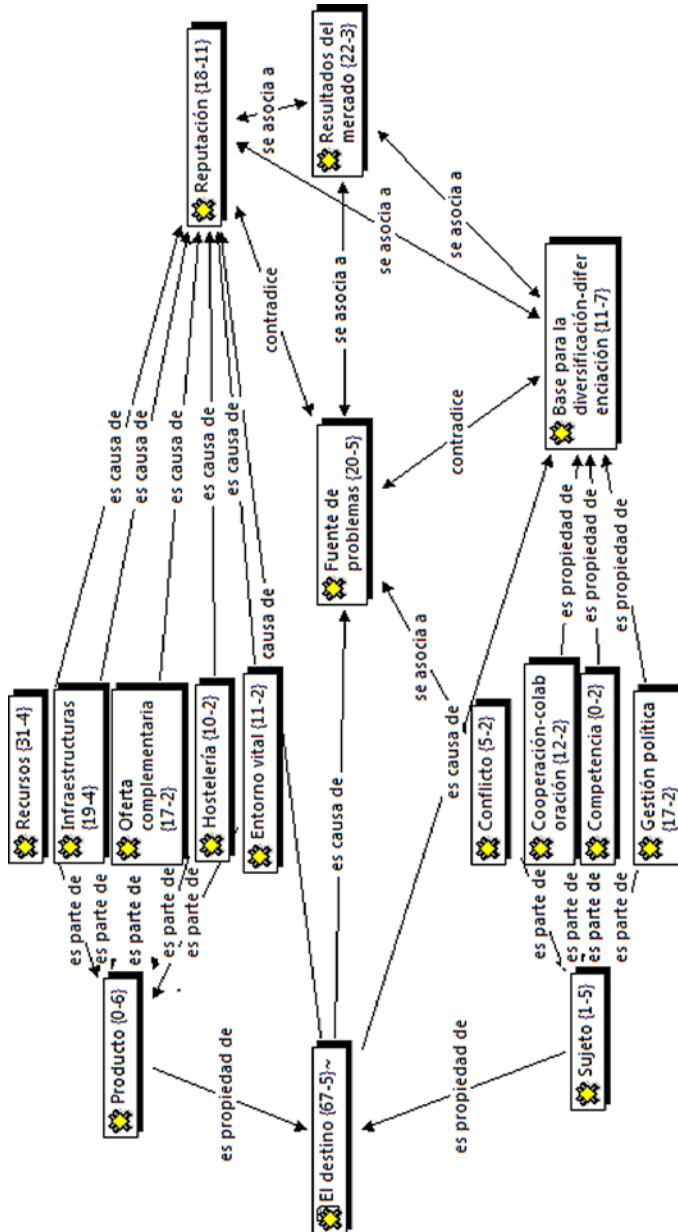 Reputación {18-11}
se asocia a
Resultados del
mercado {22-3}
contradice
se asocia a
se asocia a
se asocia a
es causa de
es causa de
es causa de
es causa de
es causa de
causa de
Fuente de
problemas {20-5}
contradice
Base para la
diversificación-difer
enciación {11-7}
Recursos {31-4}
Infraestructuras
{19-4}
Oferta
complementaria
{17-2}
Hostelería {10-2}
Entorno vital {11-2}
es causa de
se asocia a
es causa de
es propiedad de
es propiedad de
es propiedad de
Conflicto {5-2}
Cooperación-colab
oración {12-2}
Competencia {0-2}
Gestión política
{17-2}
es parte de
es parte de
es parte de
es parte de
es parte de
es parte de
es parte de
es parte de
es parte de
Producto {0-6}
es propiedad de
El destino {67-5}~
es propiedad de
Sujeto {1-5}